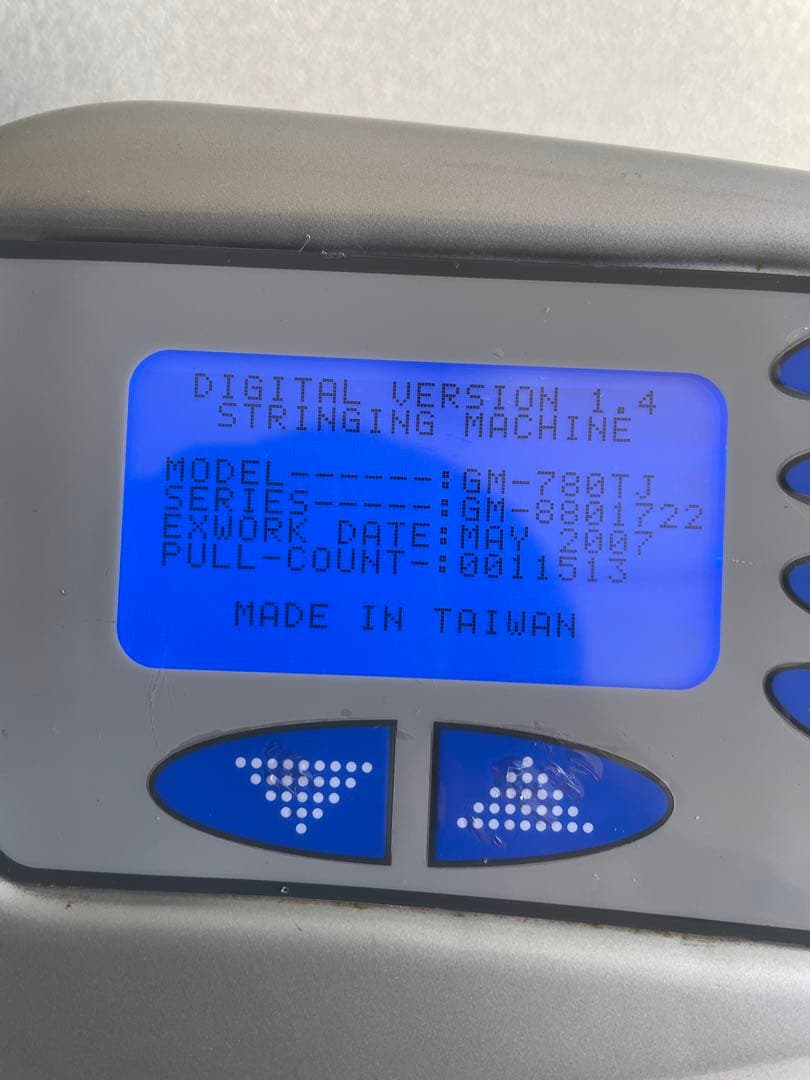 DIGITAL VERSION 1.4
STRINGING MACHINE
MODEL------:GM-780TJ
SERIES-----:GM-8801722
EXWORK DATE:MAY 2007
PULL-CoUNT-:0011513
MADE IN TAIWAN